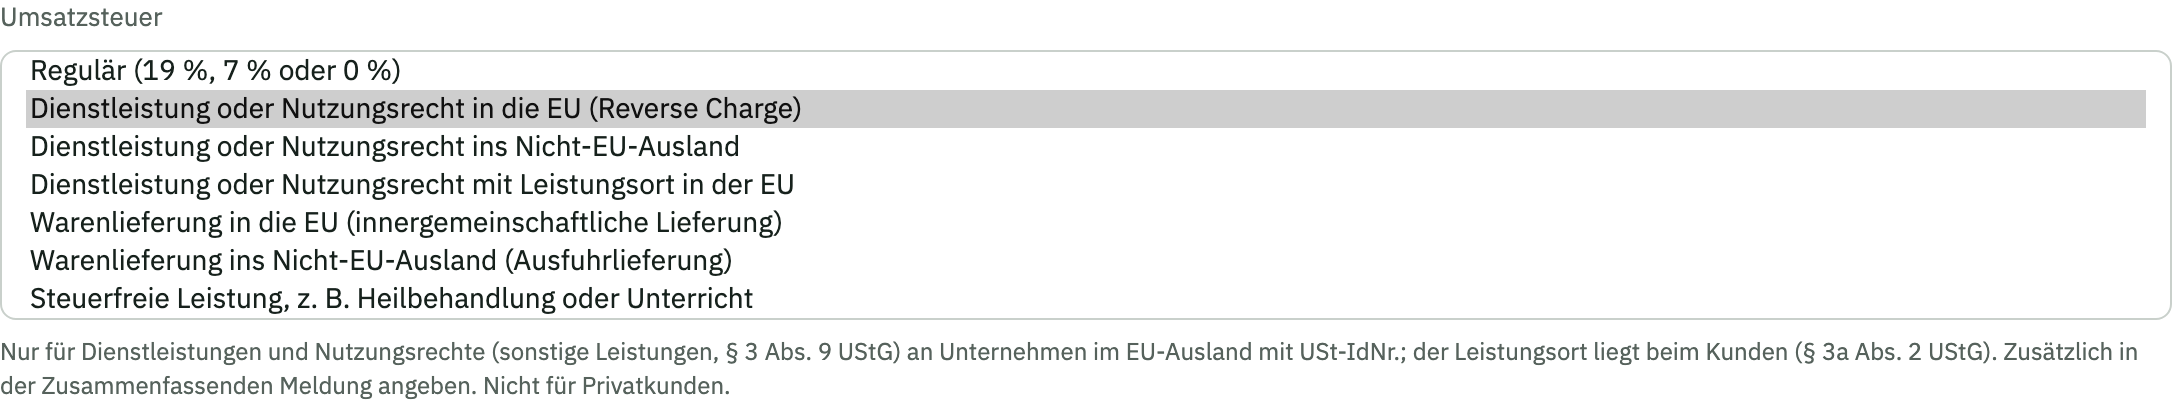 Umsatzsteuer
Regulär (19 %, 7 % oder 0 %)
Dienstleistung oder Nutzungsrecht in die EU (Reverse Charge)
Dienstleistung oder Nutzungsrecht ins Nicht-EU-Ausland
Dienstleistung oder Nutzungsrecht mit Leistungsort in der EU
Warenlieferung in die EU (innergemeinschaftliche Lieferung)
Warenlieferung ins Nicht-EU-Ausland (Ausfuhrlieferung)
Steuerfreie Leistung, z. B. Heilbehandlung oder Unterricht
Nur für Dienstleistungen und Nutzungsrechte (sonstige Leistungen, § 3 Abs. 9 UStG) an Unternehmen im EU-Ausland mit USt-IdNr.; der Leistungsort liegt beim Kunden (§ 3a Abs. 2 UStG). Zusätzlich in
der Zusammenfassenden Meldung angeben. Nicht für Privatkunden.